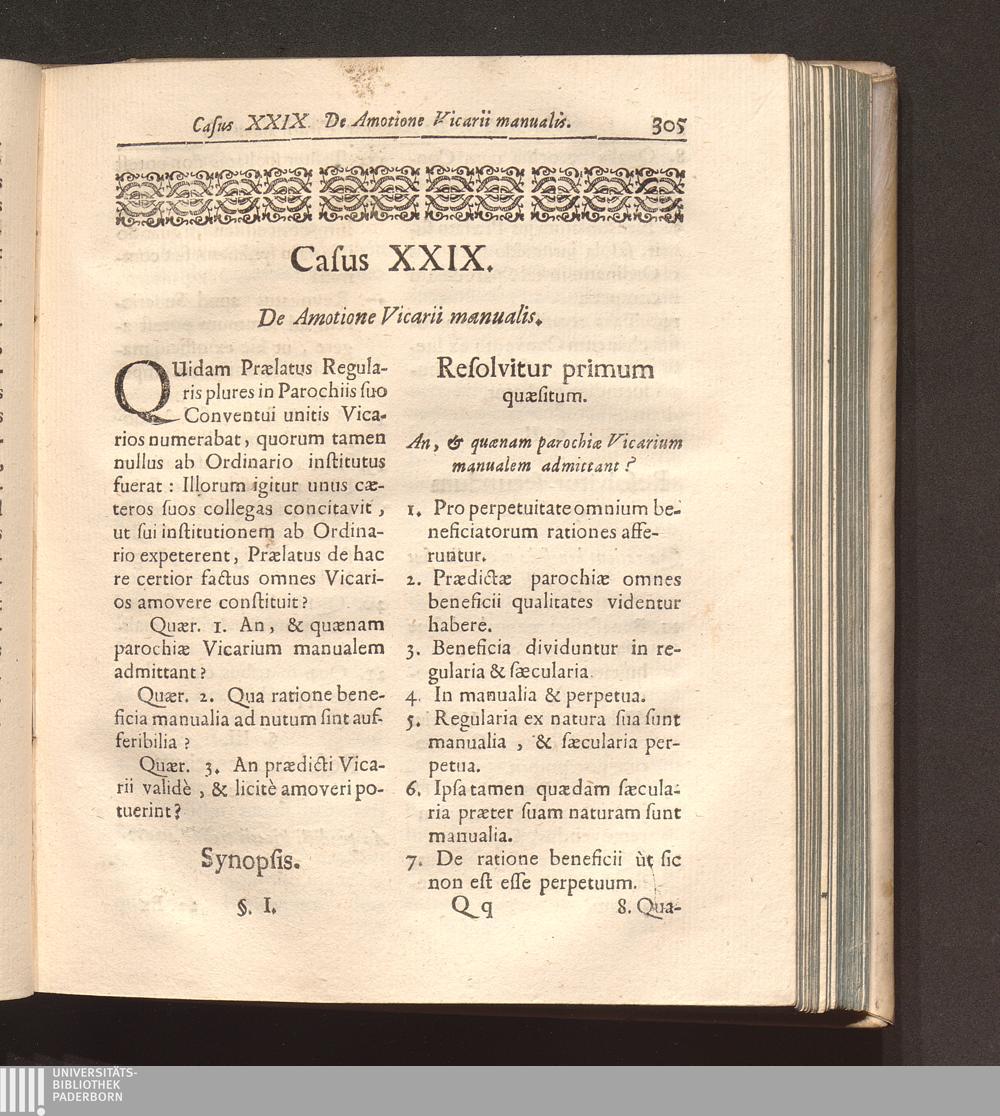 Caſus XXIX. De Amotione Vicarii manualis. 305
Caſus XXIX.
De Amotione Vicarii manualis.
QUidam Prælatus Regula-
ris plures in Parochiis ſuo
Conventui unitis Vica-
rios numerabat, quorum tamen
nullus ab Ordinario inſtitutus
fuerat : Illorum igitur unus cæ-
teros ſuos collegas concitavit,
ut ſui inſtitutionem ab Ordina-
rio expeterent, Prælatus de hac
re certior factus omnes Vicari-
os amovere conſtituit?
Quær. 1. An, & quænam
parochiæ Vicarium manualem
admittant?
Quær. 2. Qua ratione bene-
ficia manualia ad nutum ſint auf-
feribilia ?
Quær. 3. An prædicti Vica-
rii validè , & licitè amoveri po-
tuerint?
Synopſis.
§. I.
Reſolvitur primum
quæſitum.
An, & quænam parochiæ Vicarium
manualem admittant?
1. Pro perpetuitate omnium be-
neficiatorum rationes affe-
runtur.
2. Prædictæ parochiæ omnes
beneficii qualitates videntur
habere.
3. Beneficia dividuntur in re-
gularia & ſæcularia.
4. In manualia & perpetua.
5. Regularia ex natura ſua ſunt
manualia , & ſæcularia per-
petua.
6. Ipſa tamen quædam ſæcula-
ria præter ſuam naturam ſunt
manualia.
7. De ratione beneficii ùt ſic
non eſt eſſe perpetuum.
Q q 8. Qua-
UNIVERSITÄTS-
BIBLIOTHEK
PADERBORN